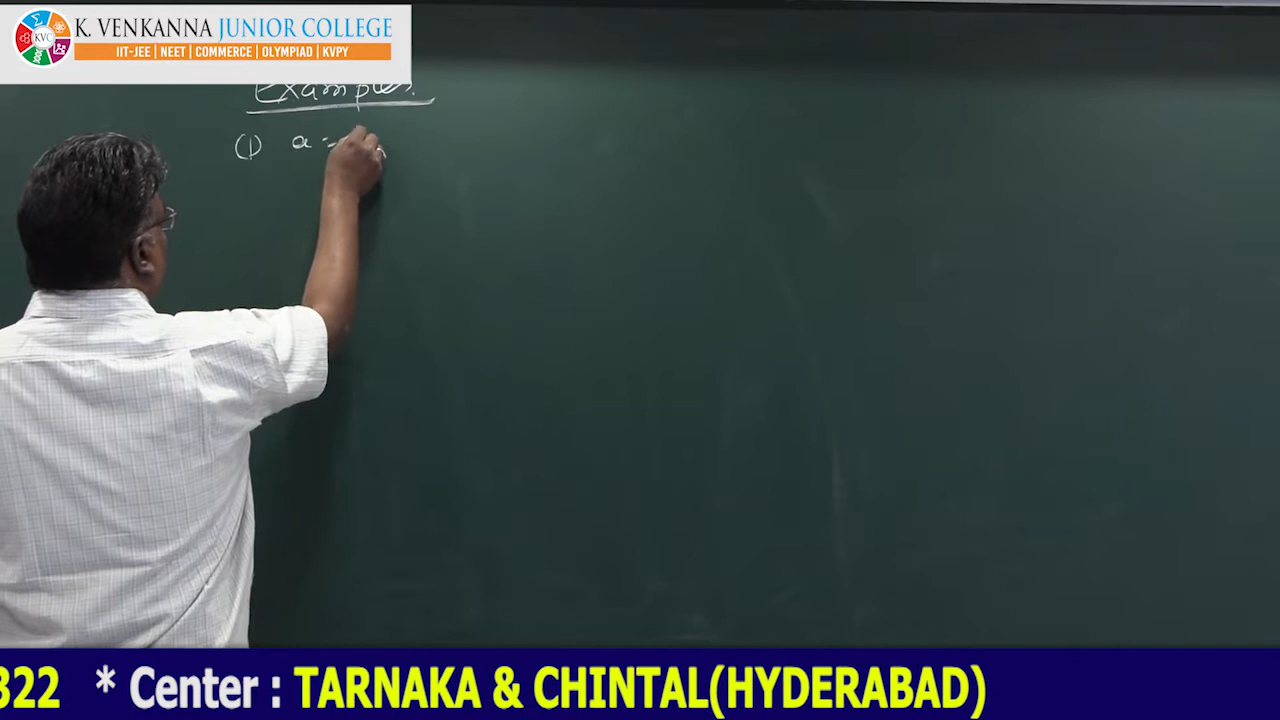 KVC
K. VENKANNA JUNIOR COLLEGE
IIT-JEE | NEET | COMMERCE | OLYMPIAD | KVPY
Examples.
(1) a =
322 * Center : TARNAKA & CHINTAL(HYDERABAD)